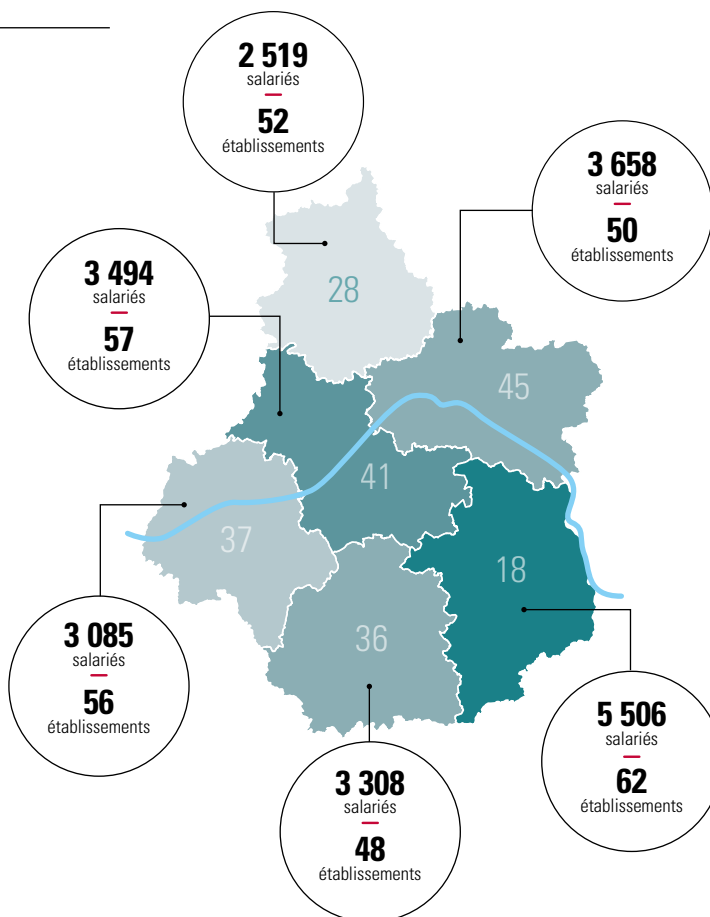 2 519
salariés
52
établissements
3 658
salariés
50
établissements
3 494
salariés
57
établissements
28
45
41
37
18
36
3 085
salariés
56
établissements
5 506
salariés
62
établissements
3 308
salariés
48
établissements